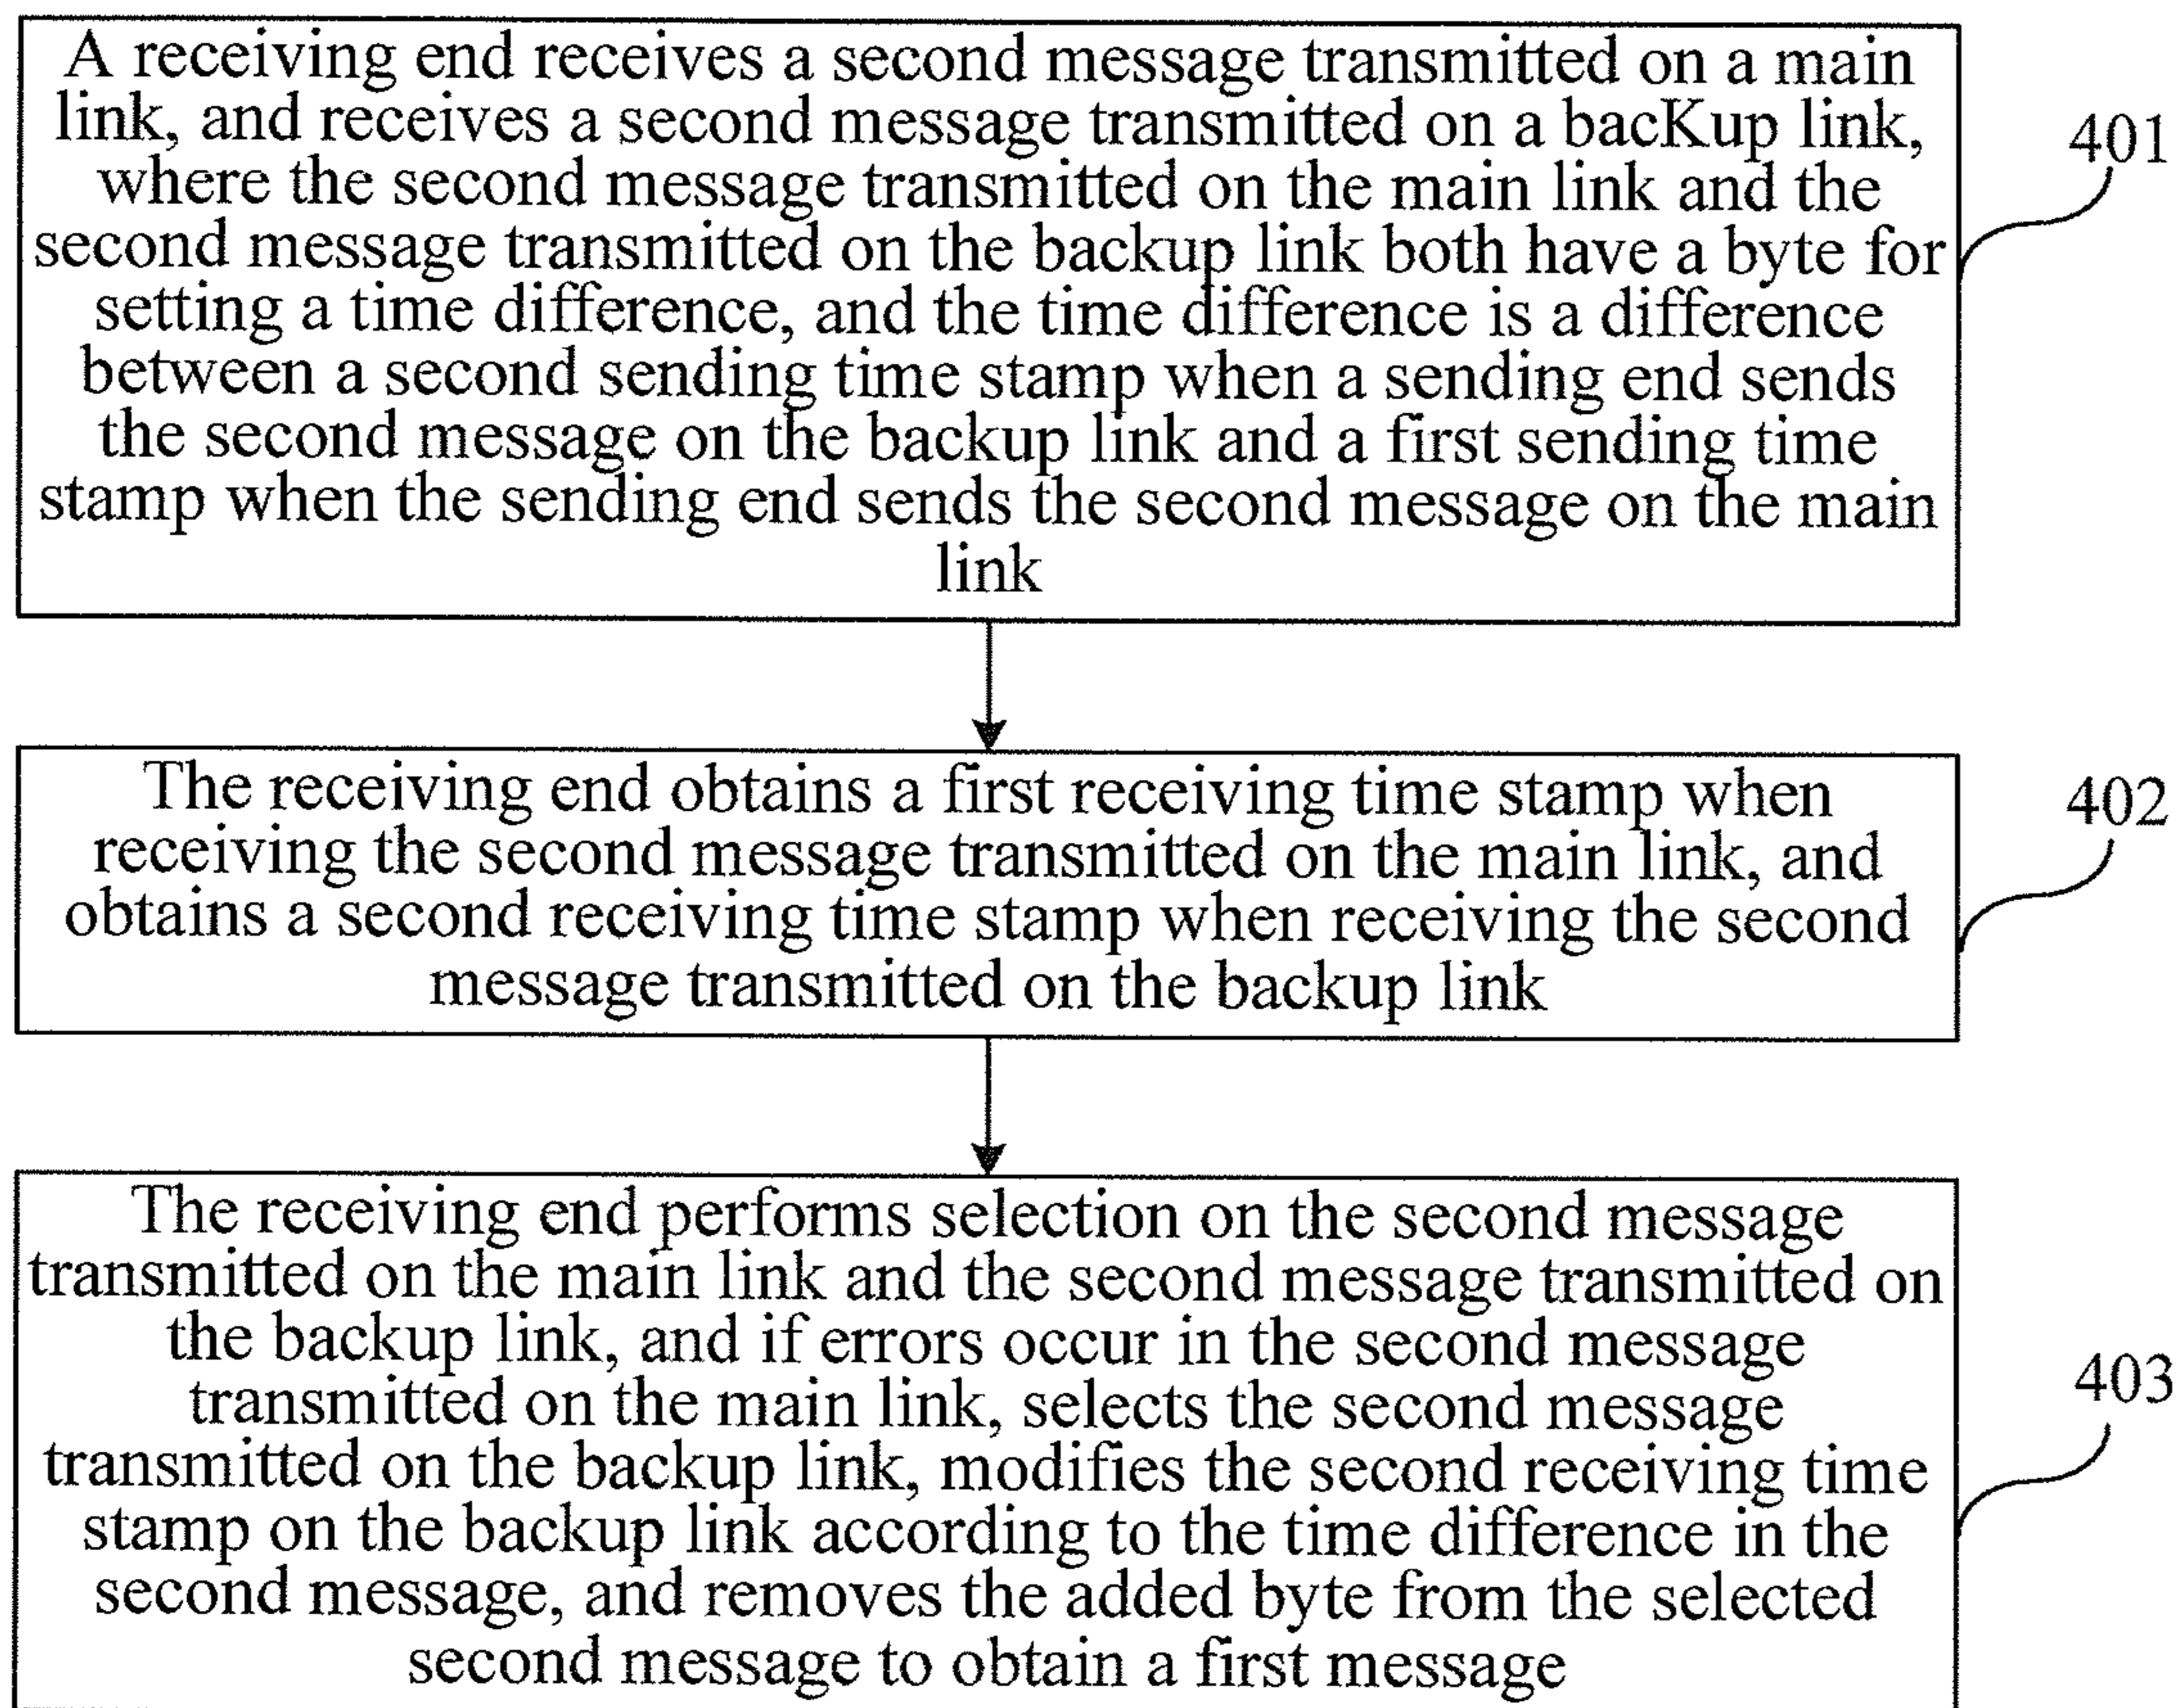 A receiving end receives a second message transmitted on a main
link, and receives a second message transmitted on a bacKup link,
where the second message transmitted on the main link and the
second message transmitted on the backup link both have a byte for
setting a time difference, and the time difference is a difference
between a second sending time stamp when a sending end sends
the second message on the backup link and a first sending time
stamp when the sending end sends the second message on the main
link
401
The receiving end obtains a first receiving time stamp when
receiving the second message transmitted on the main link, and
obtains a second receiving time stamp when receiving the second
message transmitted on the backup link
402
The receiving end performs selection on the second message
transmitted on the main link and the second message transmitted on
the backup link, and if errors occur in the second message
transmitted on the main link, selects the second message
transmitted on the backup link, modifies the second receiving time
stamp on the backup link according to the time difference in the
second message, and removes the added byte from the selected
second message to obtain a first message
403